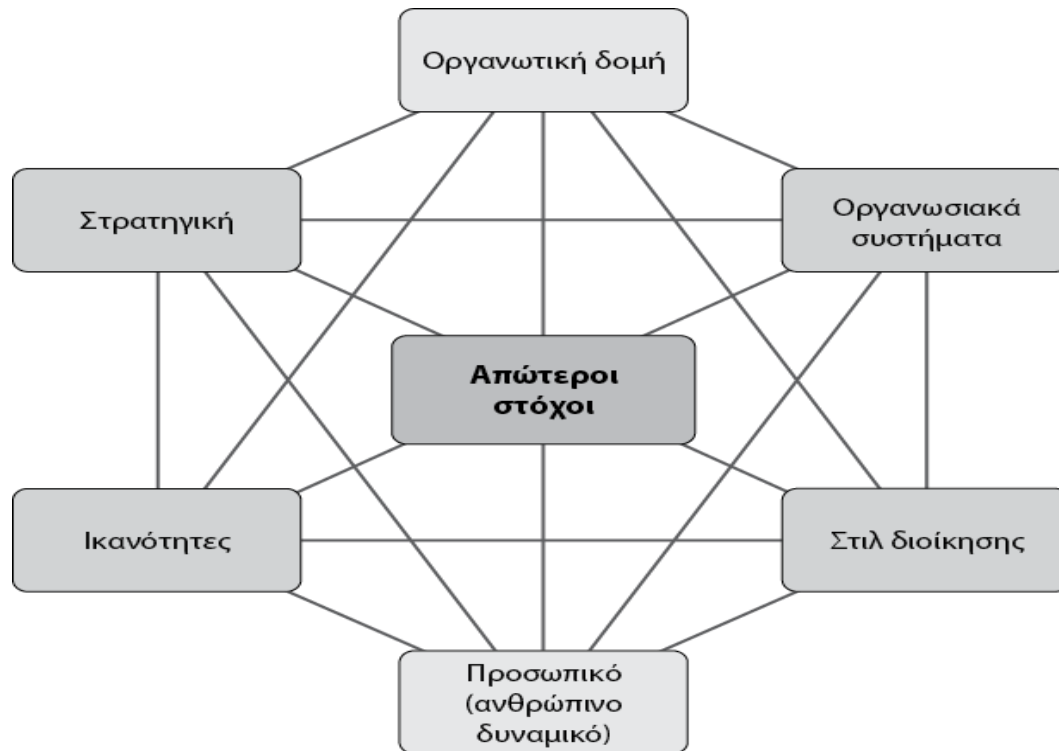 Οργανωτική δομή
Στρατηγική
Οργανωσιακά
συστήματα
Απώτεροι
στόχοι
Ικανότητες
Στιλ διοίκησης
Προσωπικό
(ανθρώπινο
δυναμικό)